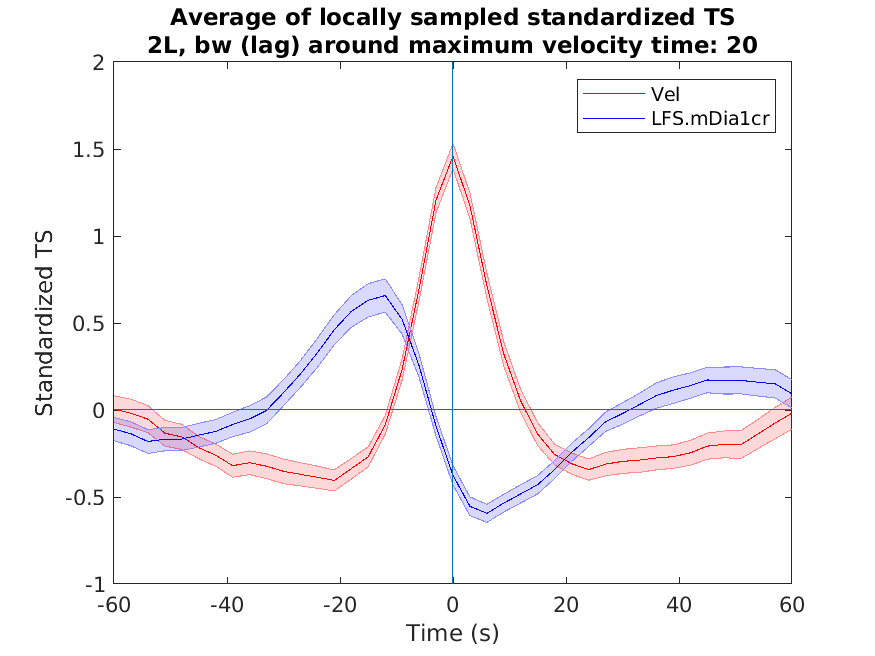 Average of locally sampled standardized TS
2L, bw (lag) around maximum velocity time: 20
Vel
LFS.mDia1cr
2
1.5
1
0.5
0
-0.5
-1
Standardized TS
-60
-40
-20
0
20
40
60
Time (s)